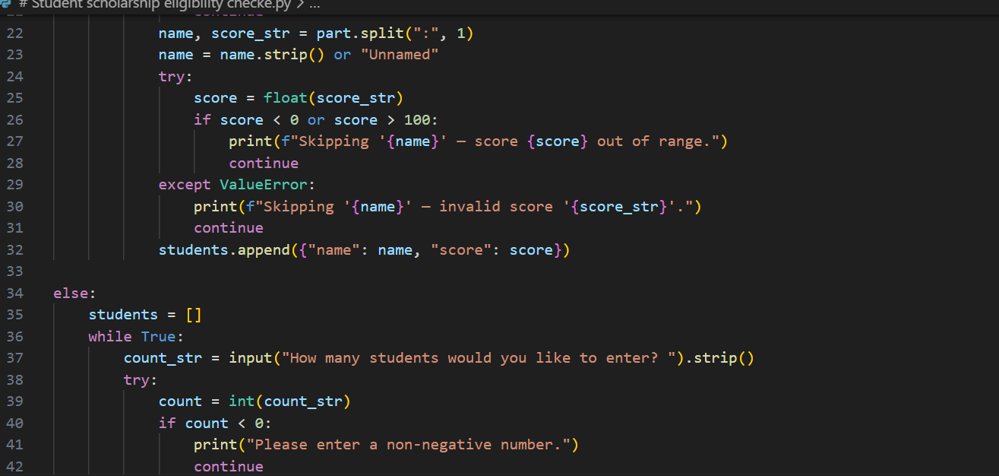 # Student scholarship eligibility checke.py > ...
21 continue
22 name, score_str = part.split(":", 1)
23 name = name.strip() or "Unnamed"
24 try:
25 score = float(score_str)
26 if score < 0 or score > 100:
27 print(f"Skipping '{name}' — score {score} out of range.")
28 continue
29 except ValueError:
30 print(f"Skipping '{name}' — invalid score '{score_str}'.")
31 continue
32 students.append({"name": name, "score": score})
33
34 else:
35 students = []
36 while True:
37 count_str = input("How many students would you like to enter? ").strip()
38 try:
39 count = int(count_str)
40 if count < 0:
41 print("Please enter a non-negative number.")
42 continue